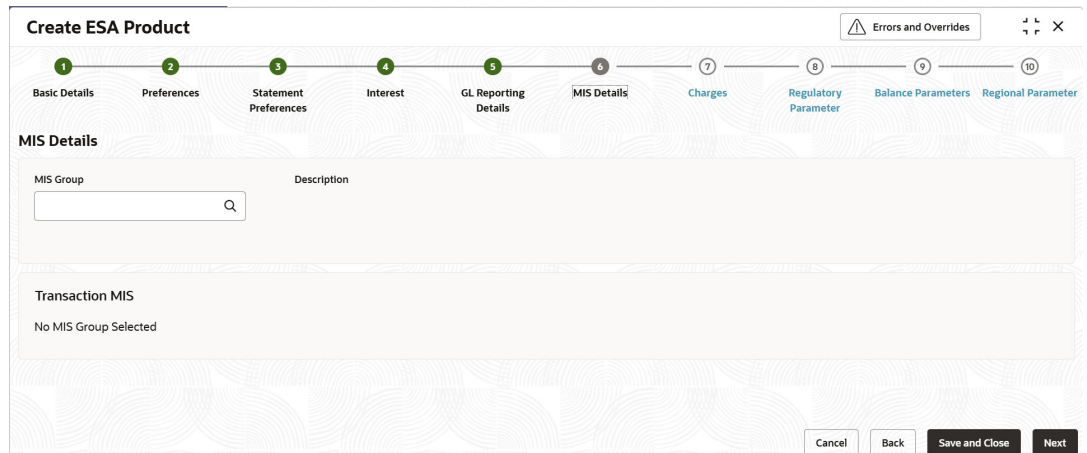 Create ESA Product
Errors and Overrides
1
2
3
4
5
6
7
8
9
10
Basic Details
Preferences
Statement
Preferences
Interest
GL Reporting
Details
MIS Details
Charges
Regulatory
Parameter
Balance Parameters
Regional Parameter
MIS Details
MIS Group
Description
Transaction MIS
No MIS Group Selected
Cancel
Back
Save and Close
Next